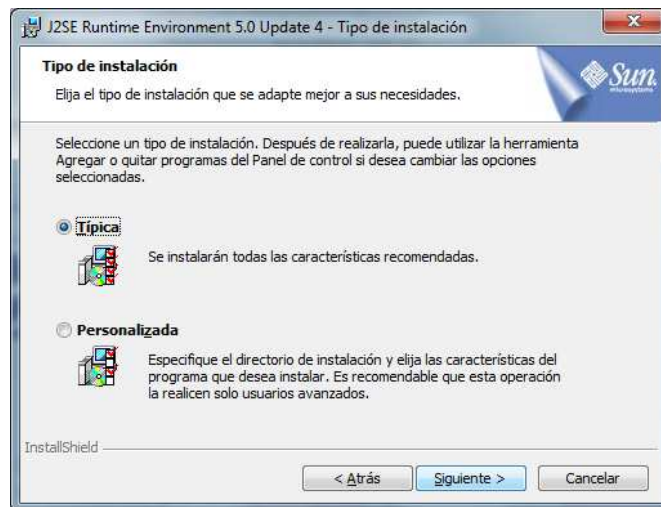 J2SE Runtime Environment 5.0 Update 4 - Tipo de instalación
Tipo de instalación
Elija el tipo de instalación que se adapte mejor a sus necesidades.
Sun
microsystems
Seleccione un tipo de instalación. Después de realizarla, puede utilizar la herramienta
Agregar o quitar programas del Panel de control si desea cambiar las opciones
seleccionadas.
Típica
Se instalarán todas las características recomendadas.
Personalizada
Especifique el directorio de instalación y elija las características del
programa que desea instalar. Es recomendable que esta operación
la realicen solo usuarios avanzados.
InstallShield
< Atrás
Siguiente >
Cancelar